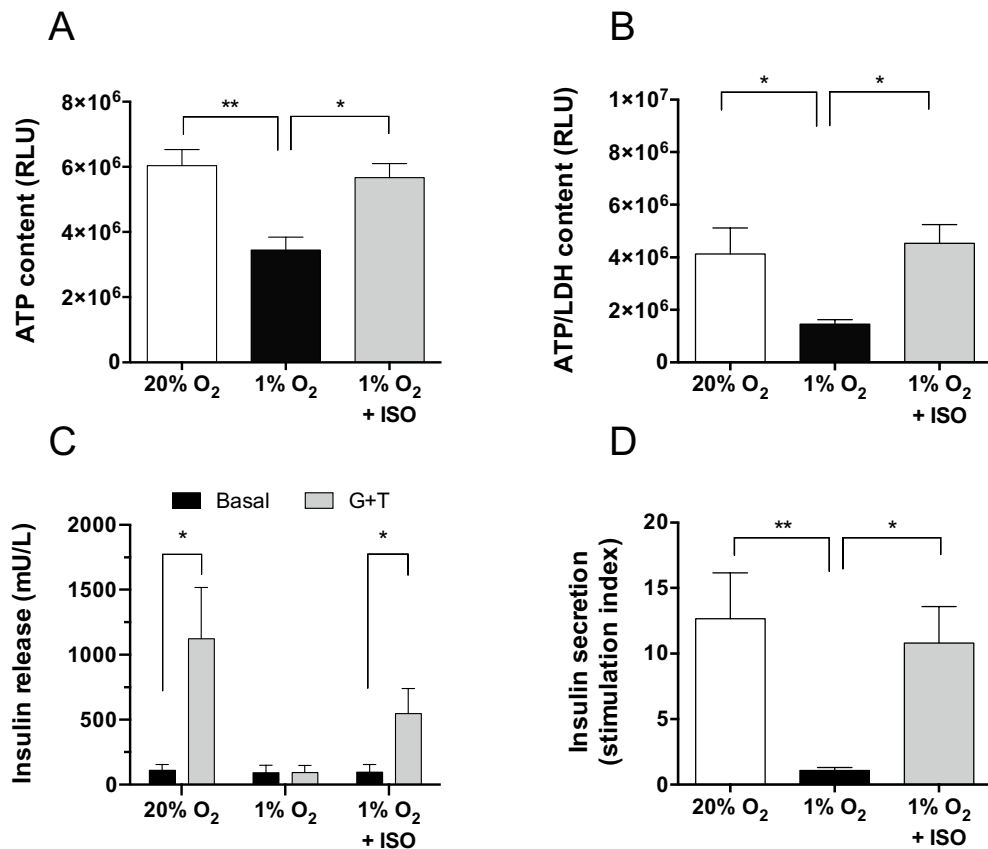 A
ATP content (RLU)
8×10⁶
6×10⁶
4×10⁶
2×10⁶
0
** *
20% O₂ 1% O₂ 1% O₂
+ ISO
B
ATP/LDH content (RLU)
1×10⁷
8×10⁶
6×10⁶
4×10⁶
2×10⁶
0
* *
20% O₂ 1% O₂ 1% O₂
+ ISO
C
Basal G+T
Insulin release (mU/L)
2000
1500
1000
500
0
* *
20% O₂ 1% O₂ 1% O₂
+ ISO
D
Insulin secretion
(stimulation index)
20
15
10
5
0
** *
20% O₂ 1% O₂ 1% O₂
+ ISO